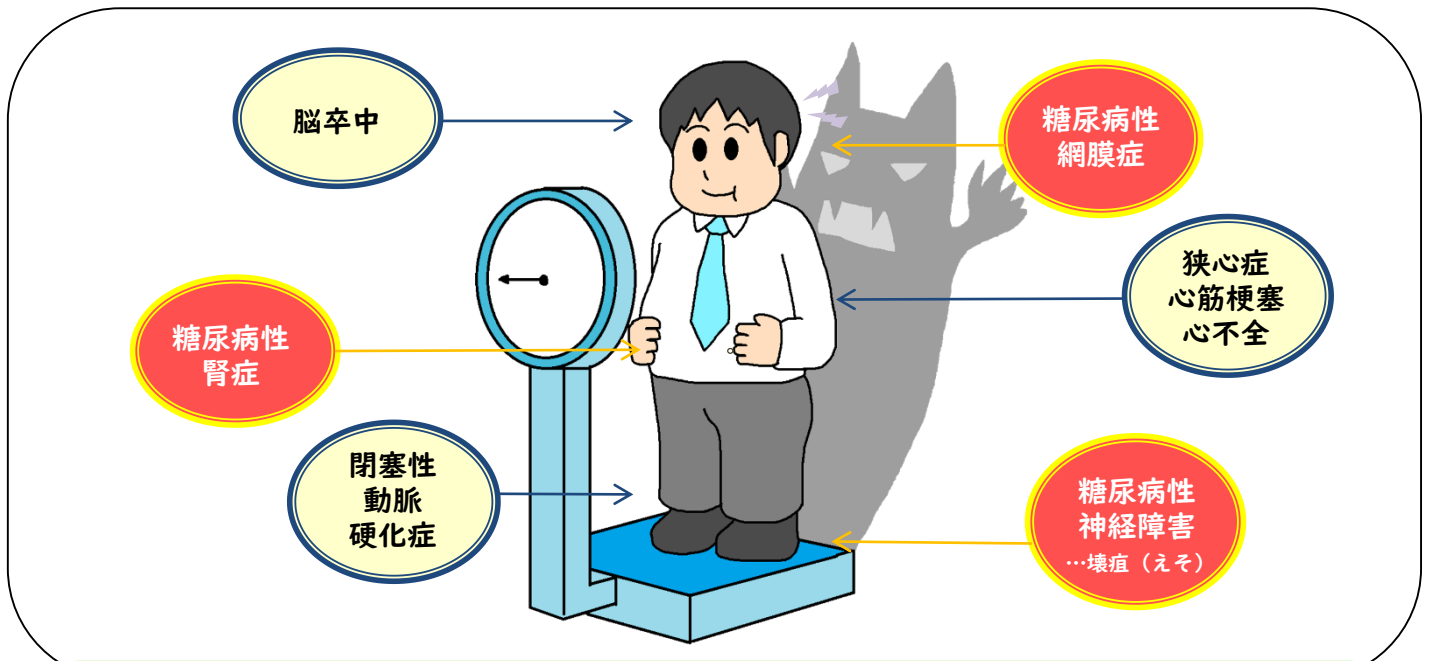 脳卒中
糖尿病性
網膜症
狭心症
心筋梗塞
心不全
糖尿病性
腎症
閉塞性
動脈
硬化症
糖尿病性
神経障害
…壊疽（えそ）